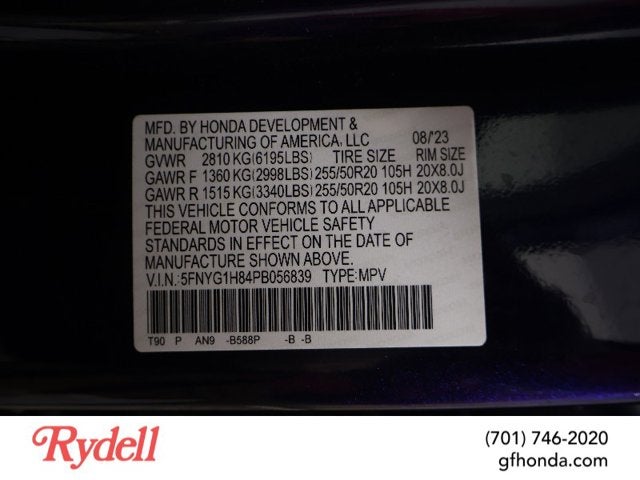 MFD. BY HONDA DEVELOPMENT &
MANUFACTURING OF AMERICA, LLC 08/'23
GVWR 2810 KG(6195LBS) TIRE SIZE RIM SIZE
GAWR F 1360 KG(2998LBS) 255/50R20 105H 20X8.0J
GAWR R 1515 KG(3340LBS) 255/50R20 105H 20X8.0J
THIS VEHICLE CONFORMS TO ALL APPLICABLE
FEDERAL MOTOR VEHICLE SAFETY
STANDARDS IN EFFECT ON THE DATE OF
MANUFACTURE SHOWN ABOVE.
V.I.N.:5FNYG1H84PB056839 TYPE:MPV
T90 P AN9 -B588P -B -B
Rydell
(701) 746-2020
gfhonda.com